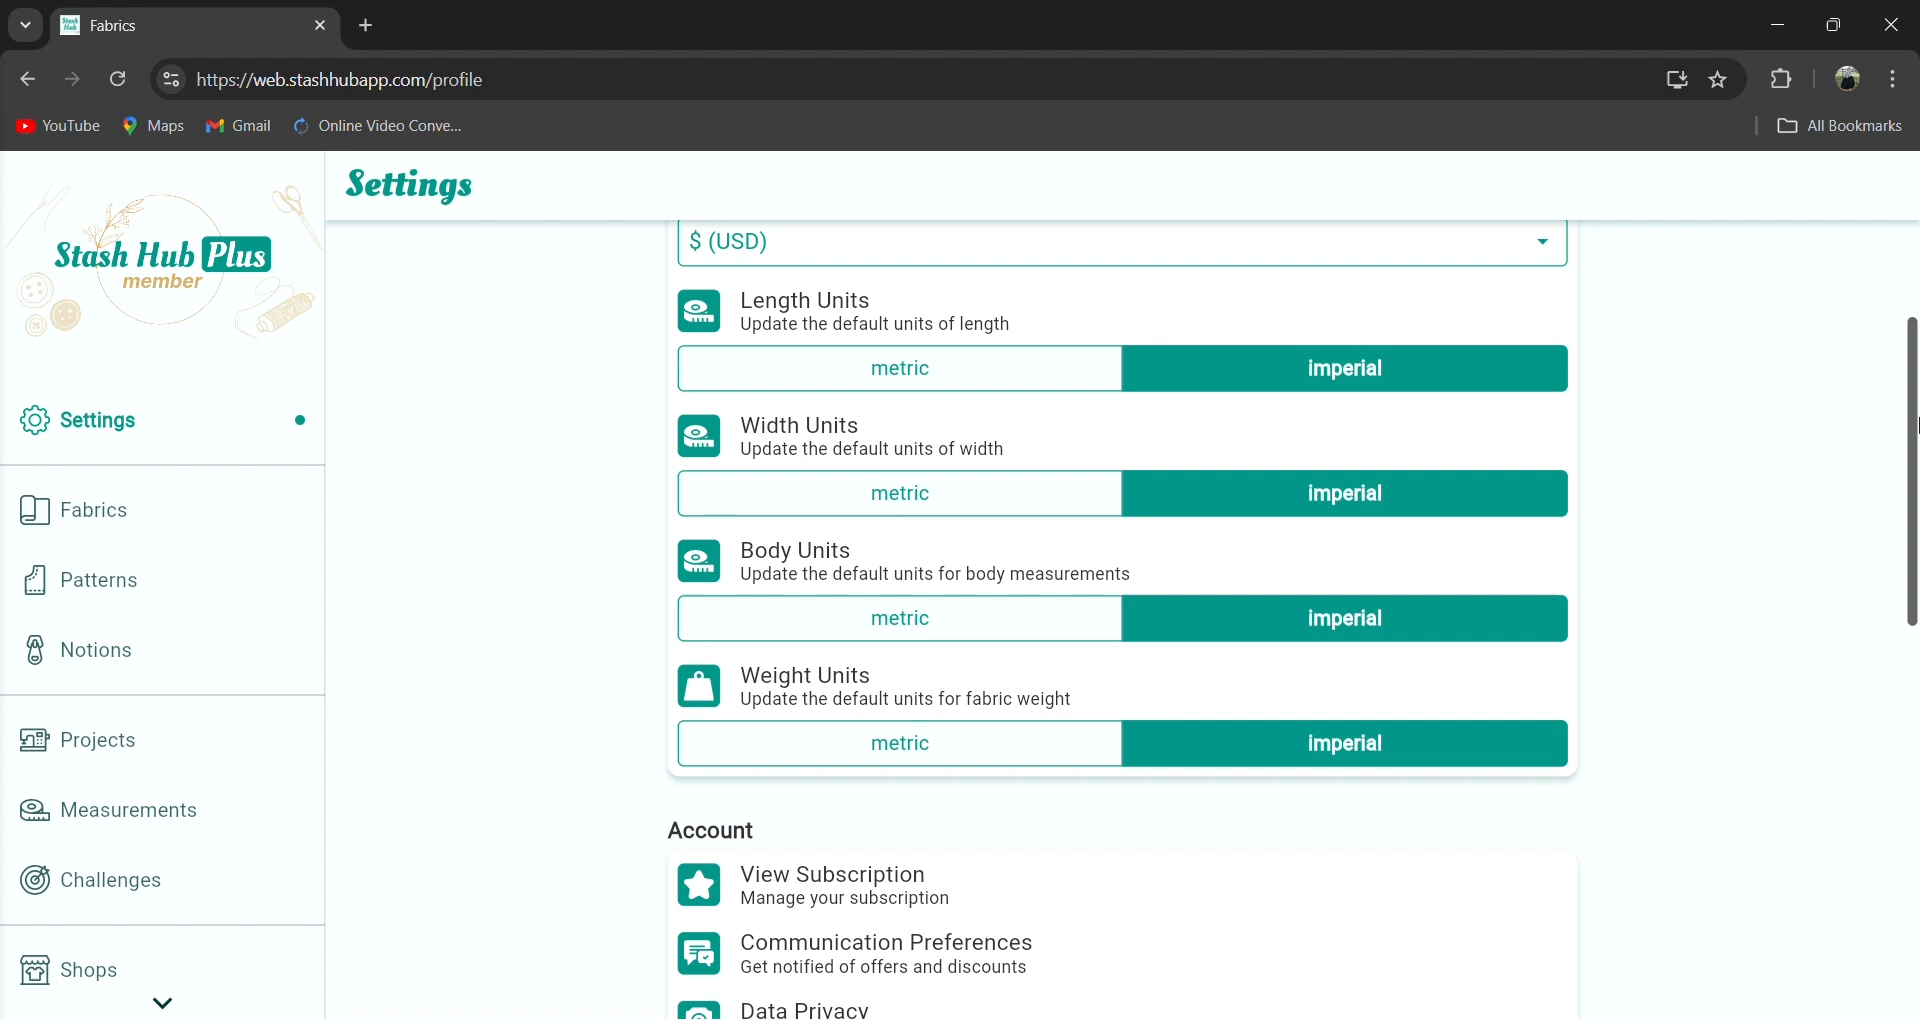 Fabrics
https://web.stashhubapp.com/profile
YouTube
Maps
Gmail
Online Video Conve...
All Bookmarks
Stash Hub Plus
member
Settings
Fabrics
Patterns
Notions
Projects
Measurements
Challenges
Shops
Settings
$ (USD)
Length Units
Update the default units of length
metric
imperial
Width Units
Update the default units of width
metric
imperial
Body Units
Update the default units for body measurements
metric
imperial
Weight Units
Update the default units for fabric weight
metric
imperial
Account
View Subscription
Manage your subscription
Communication Preferences
Get notified of offers and discounts
Data Privacy